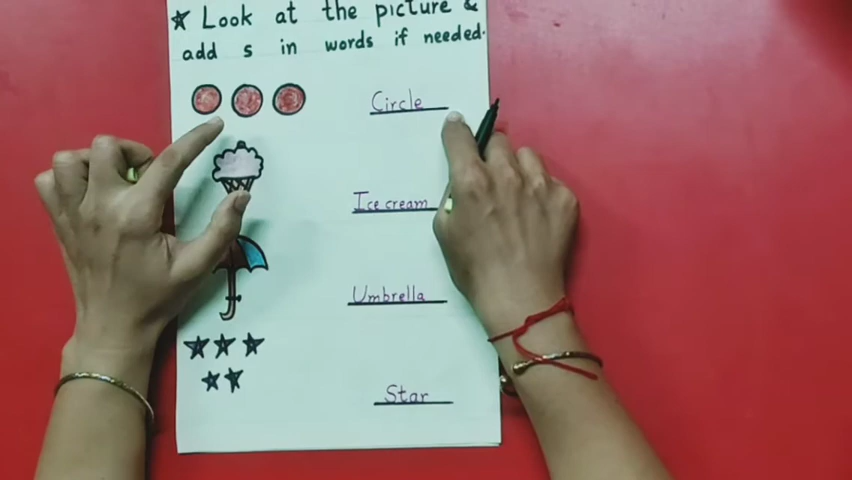 Look at the picture &
add s in words if needed.
Circle
Ice cream
Umbrella
Star